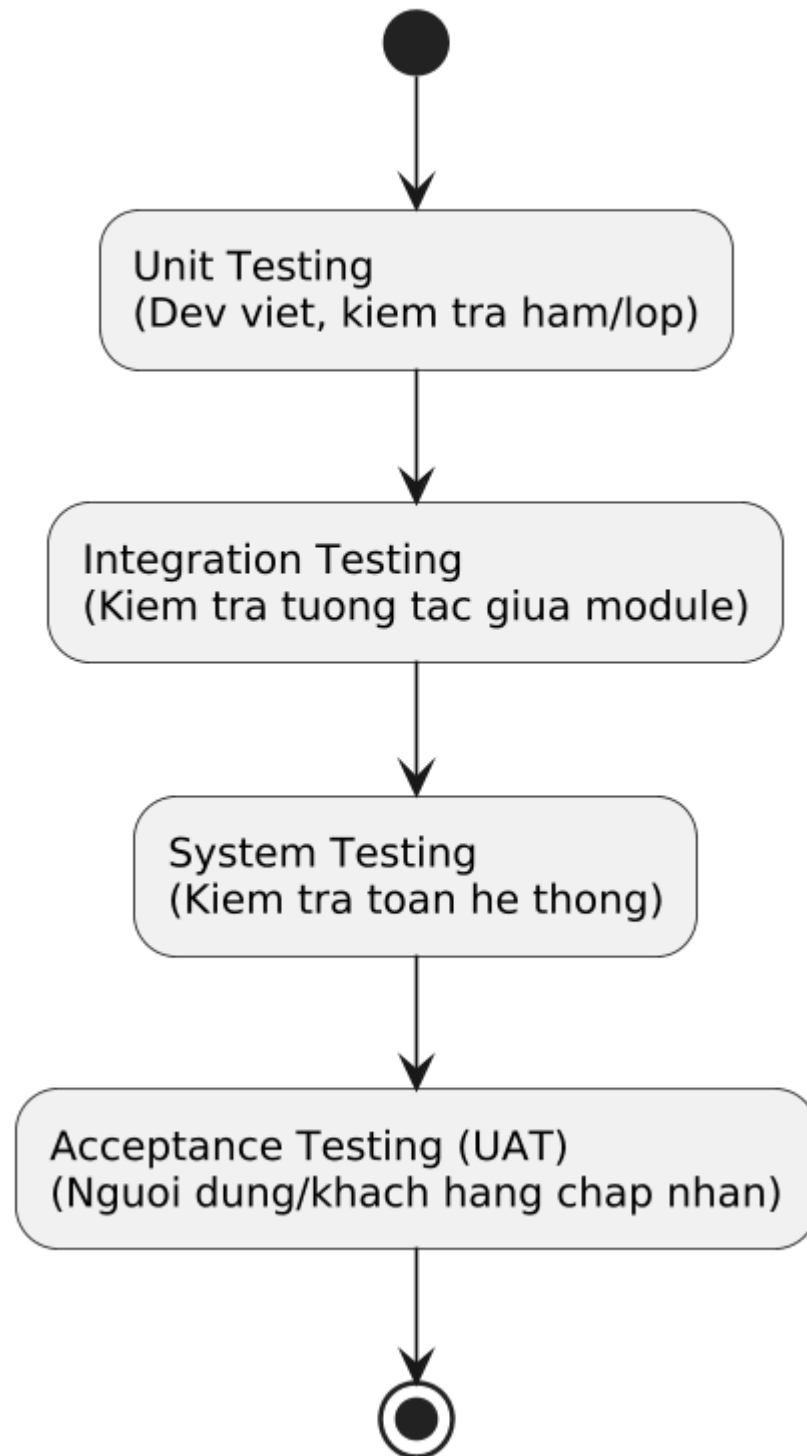 Unit Testing
(Dev viet, kiem tra ham/lop)
Integration Testing
(Kiem tra tuong tac giua module)
System Testing
(Kiem tra toan he thong)
Acceptance Testing (UAT)
(Nguoi dung/khach hang chap nhan)